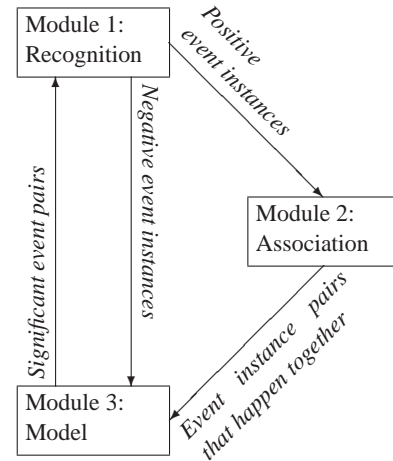 Module 1:
Recognition
Positive
event instances
Negative event instances
Significant event pairs
Module 2:
Association
Event instance pairs
that happen together
Module 3:
Model